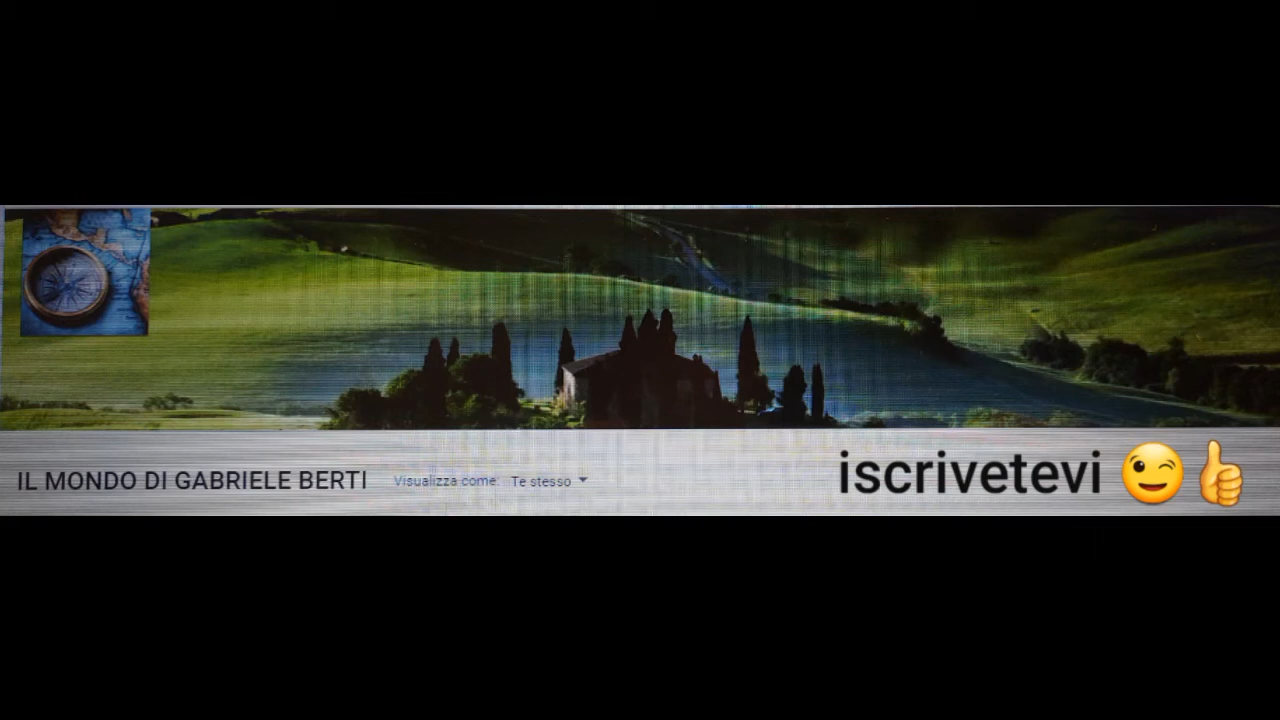 IL MONDO DI GABRIELE BERTI Visualizza come: Te stesso
iscrivetevi 😉👍